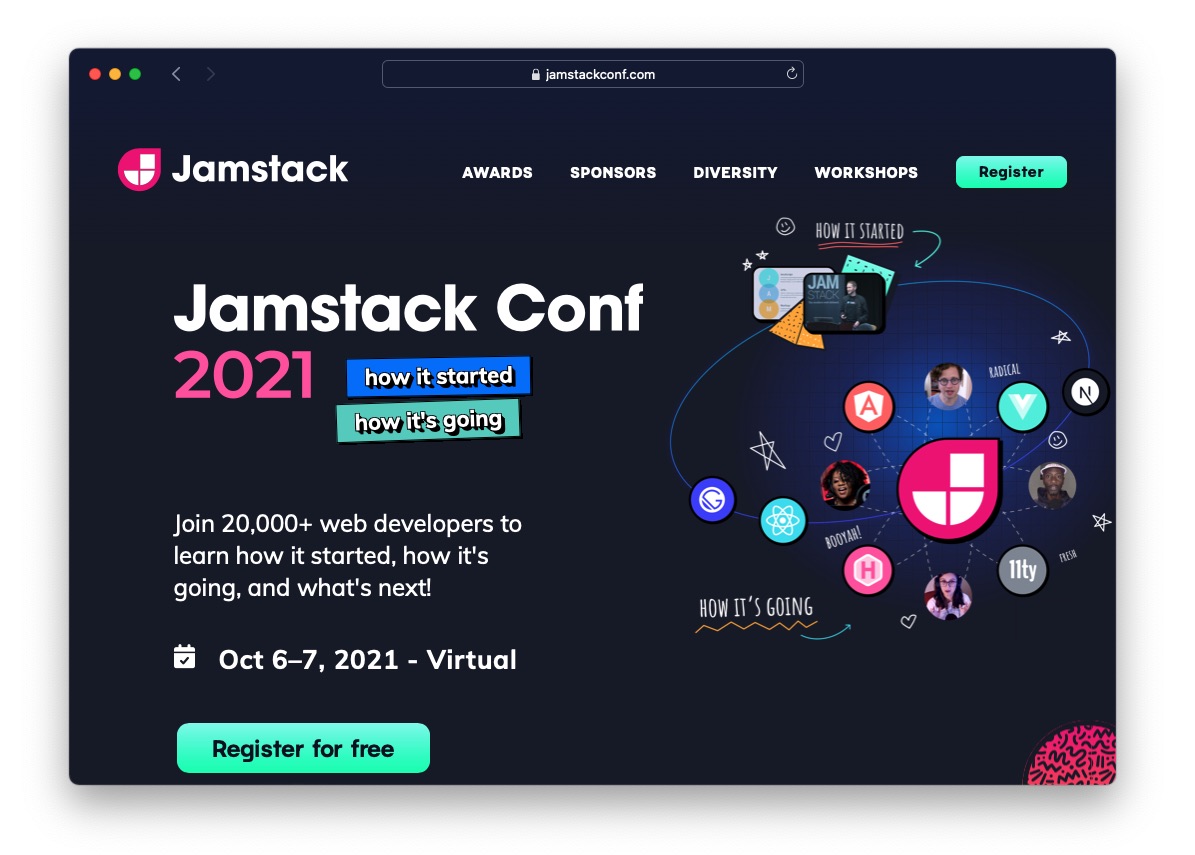 jamstackconf.com
Jamstack
AWARDS SPONSORS DIVERSITY WORKSHOPS Register
HOW IT STARTED
JAM
STACK
Jamstack Conf
2021
how it started
how it's going
RADICAL
N
A
G
BOOYAH!
H
11ty
FRESH
HOW IT'S GOING
Join 20,000+ web developers to
learn how it started, how it's
going, and what's next!
Oct 6–7, 2021 - Virtual
Register for free